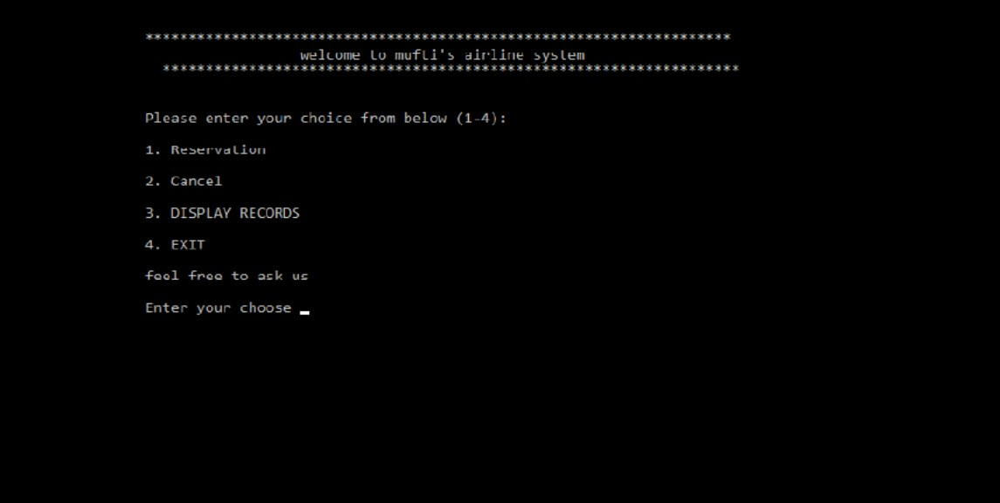 ********************************************************************
welcome to mufti's airline system
*******************************************************************
Please enter your choice from below (1-4):
1. Reservation
2. Cancel
3. DISPLAY RECORDS
4. EXIT
feel free to ask us
Enter your choose